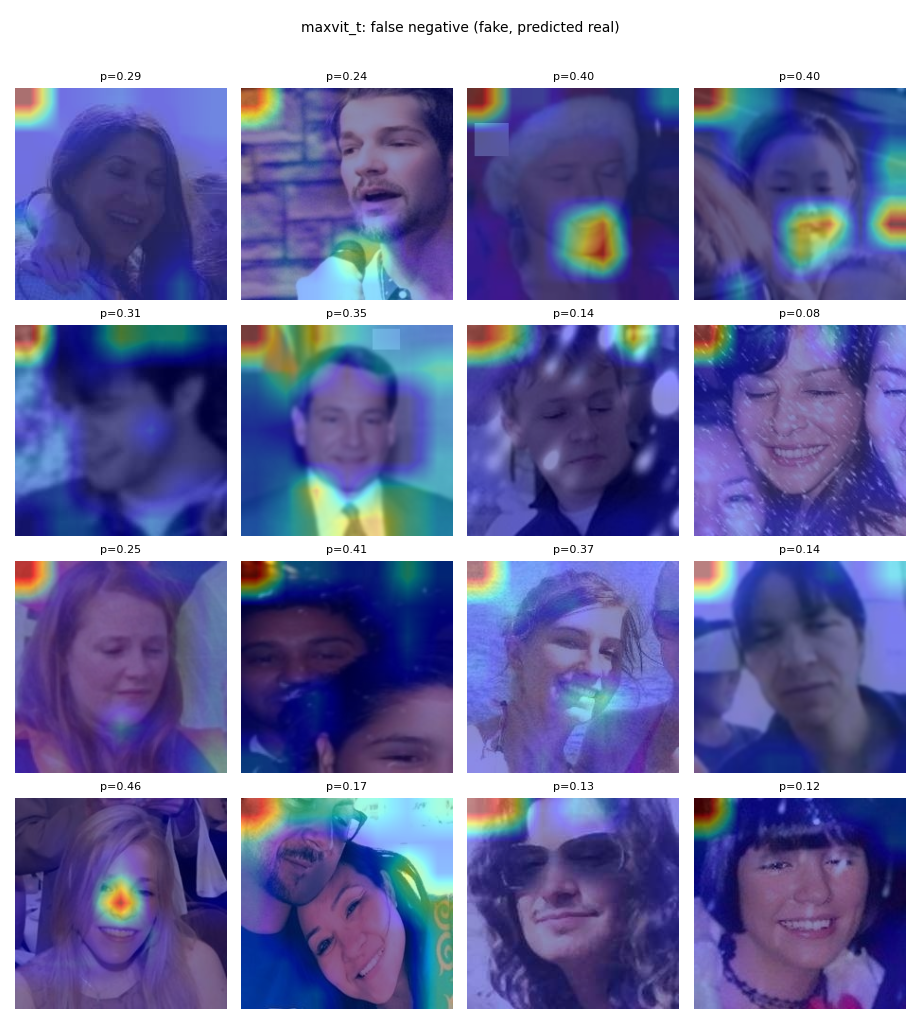 maxvit_t: false negative (fake, predicted real)
p=0.29 p=0.24 p=0.40 p=0.40
p=0.31 p=0.35 p=0.14 p=0.08
p=0.25 p=0.41 p=0.37 p=0.14
p=0.46 p=0.17 p=0.13 p=0.12